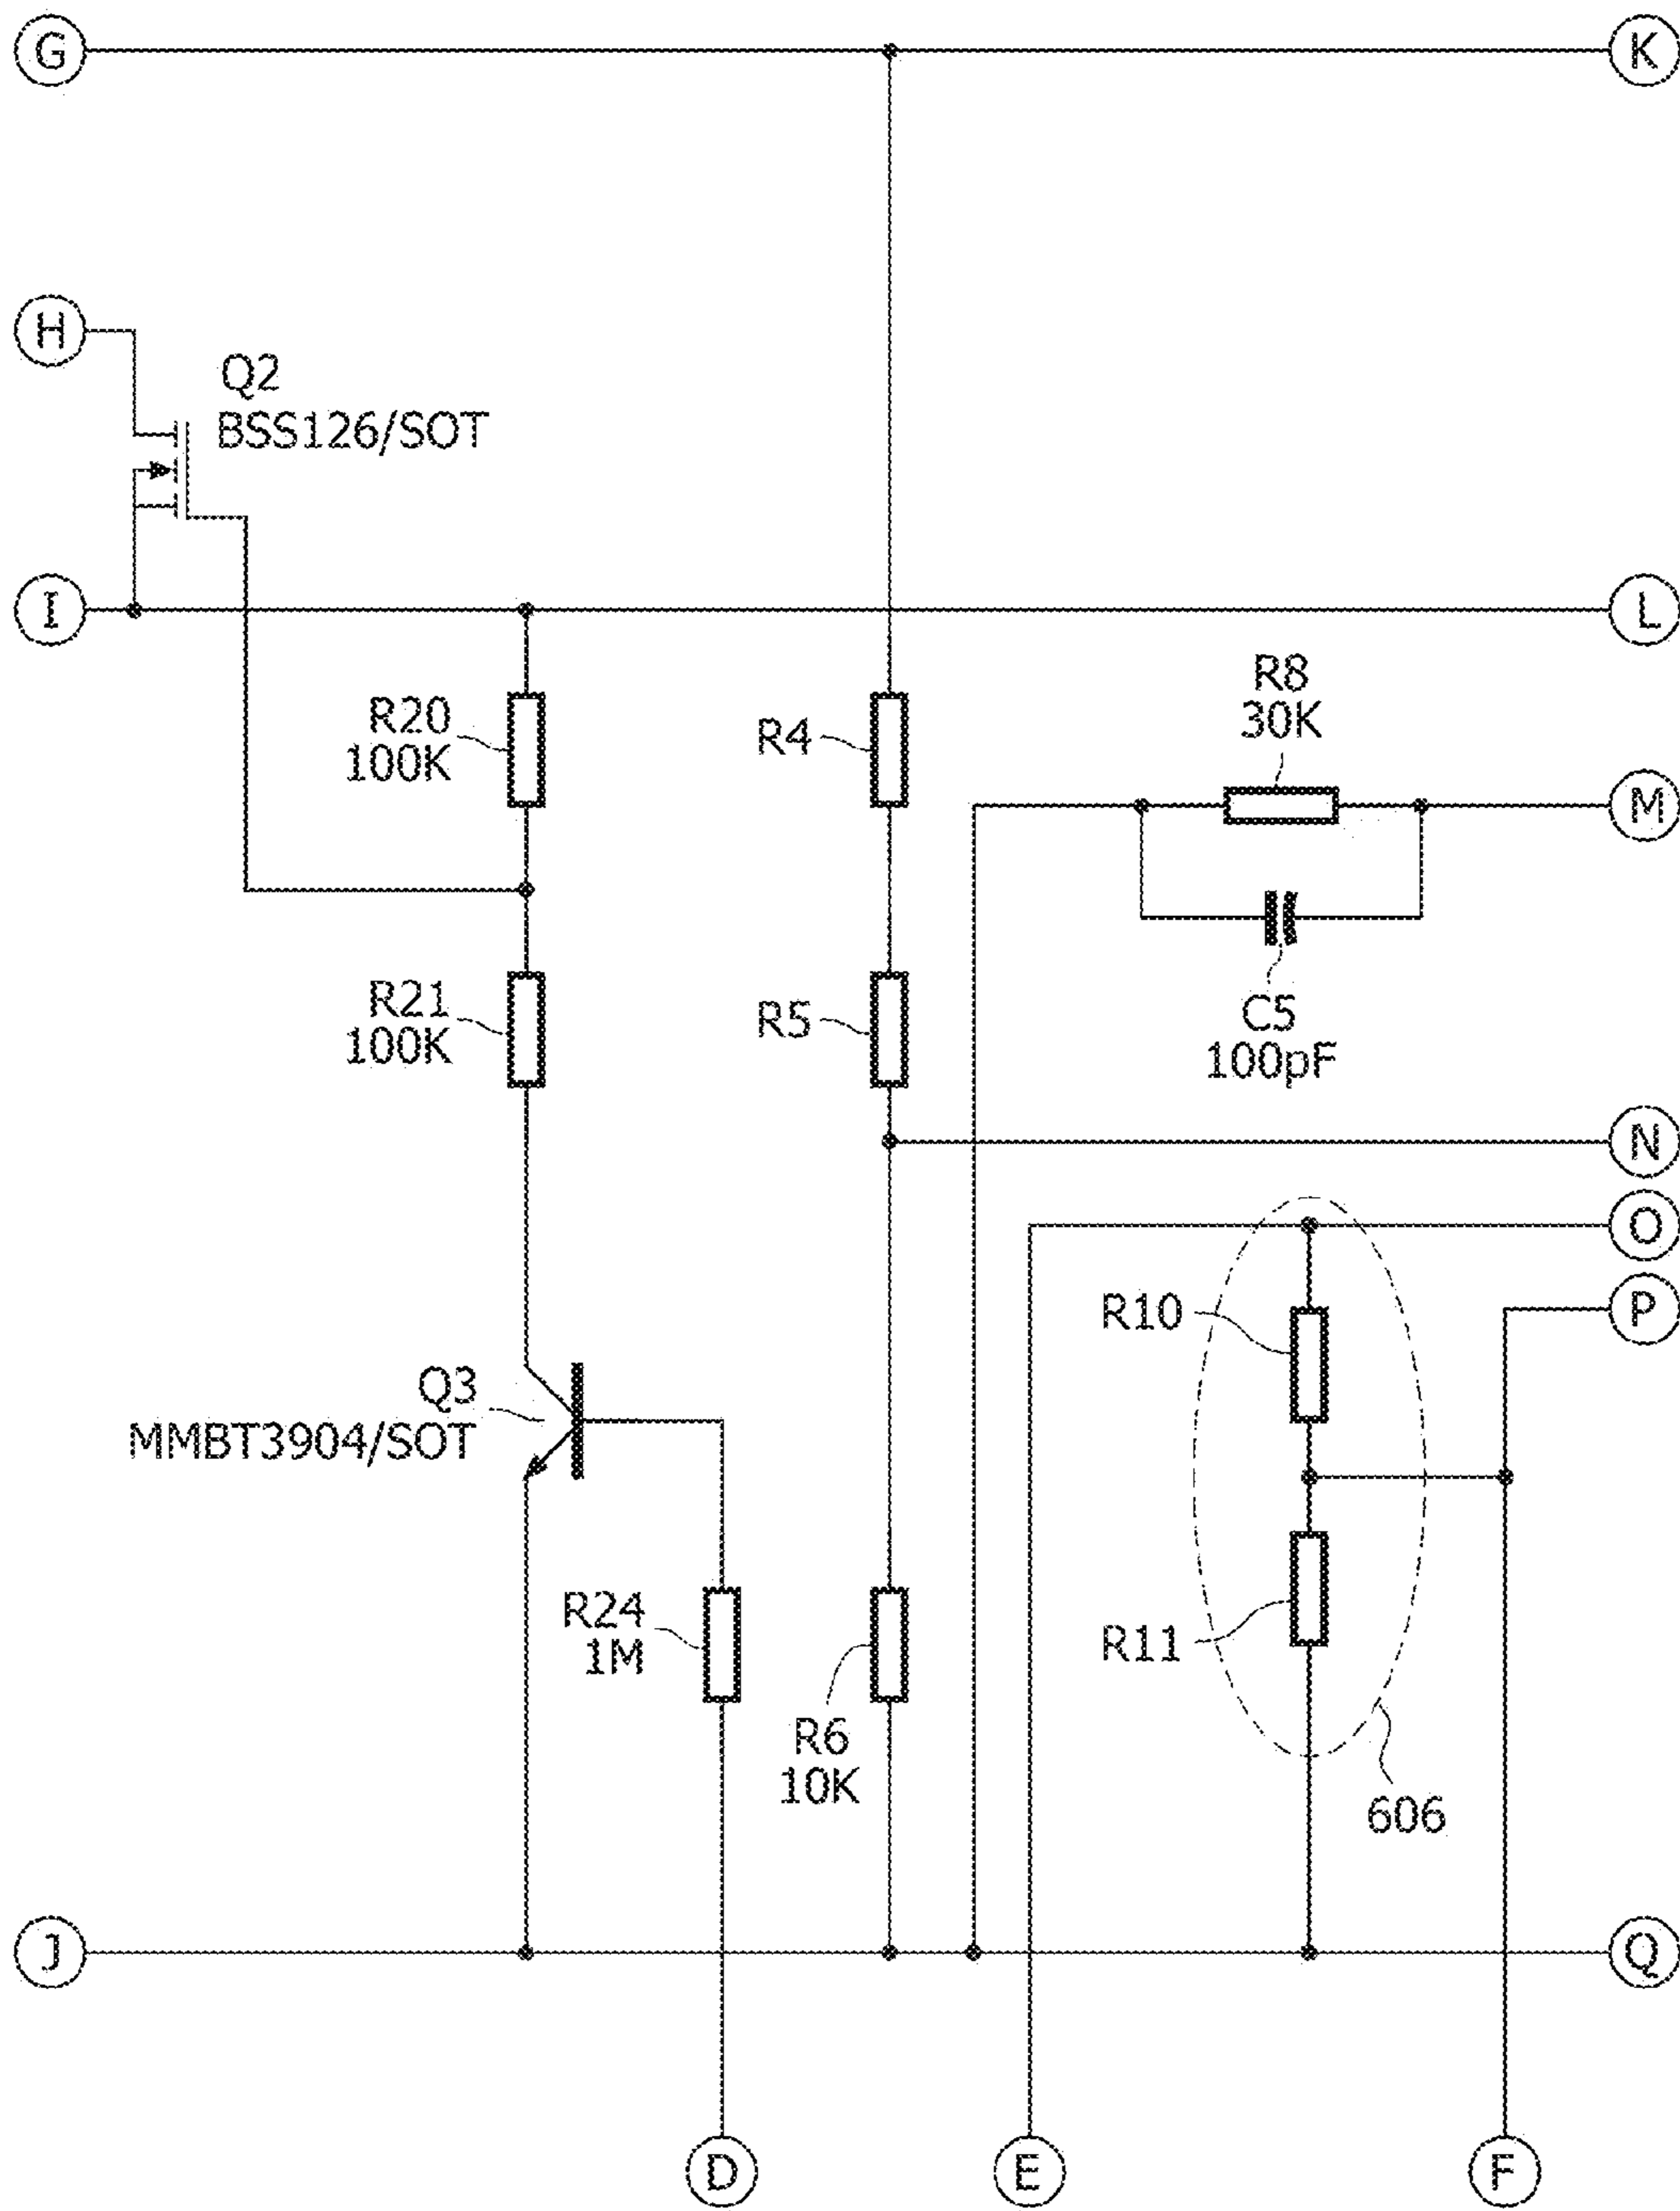 G
K
H
Q2
BSS126/SOT
I
L
R20
100K
R4
R8
30K
M
R21
100K
R5
C5
100pF
N
O
R10
P
Q3
MMBT3904/SOT
R24
1M
R11
R6
10K
606
J
Q
D
E
F